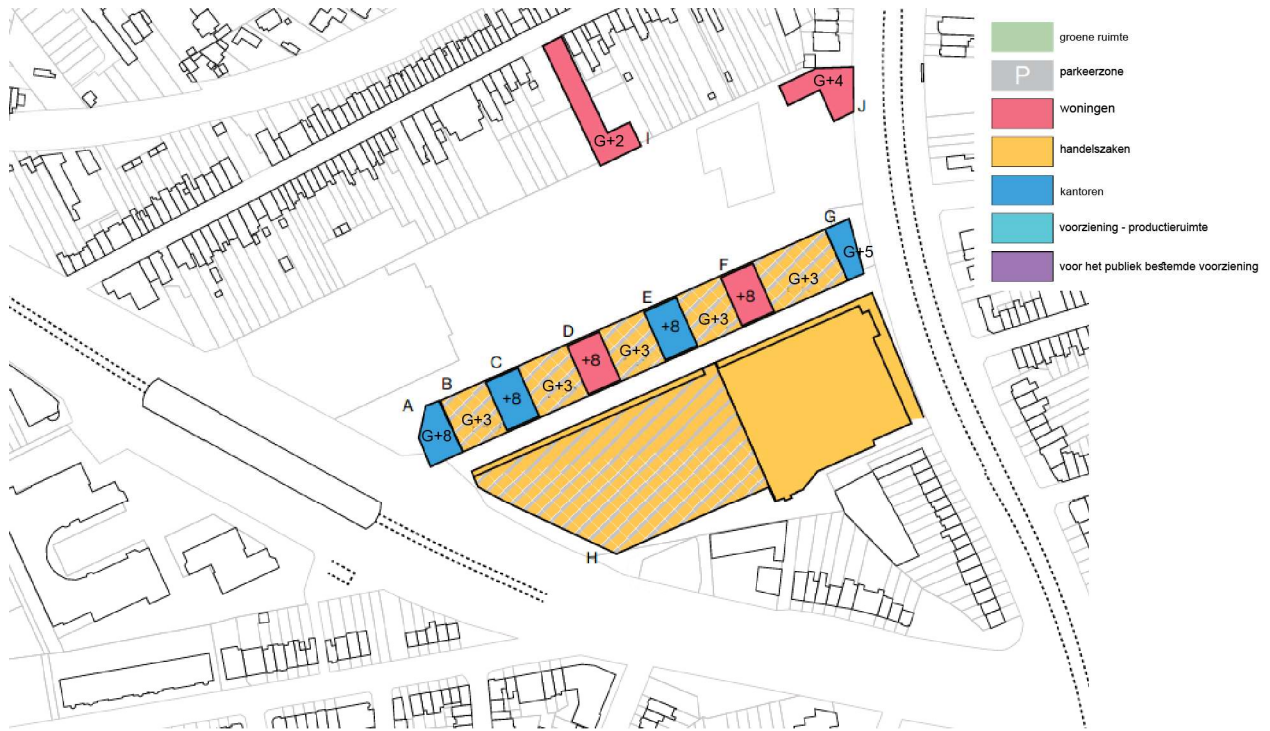 groene ruimte
P
parkeerzone
woningen
handelszaken
kantoren
voorziening - productieruimte
voor het publiek bestemde voorziening
G+4
J
G+2
I
G
G+5
F
G+3
+8
E
G+3
+8
D
G+3
+8
C
G+3
+8
B
A
G+3
G+8
H